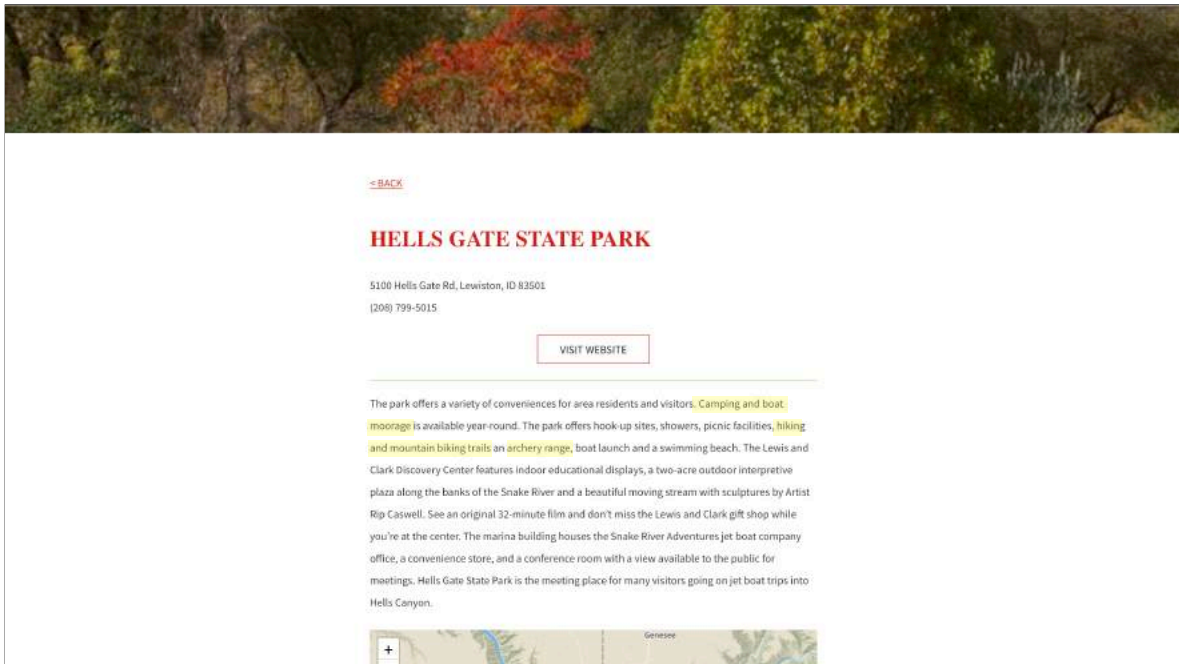 < BACK
HELLS GATE STATE PARK
5100 Hells Gate Rd, Lewiston, ID 83501
(208) 799-5015
VISIT WEBSITE
The park offers a variety of conveniences for area residents and visitors. Camping and boat
moorage is available year-round. The park offers hook-up sites, showers, picnic facilities, hiking
and mountain biking trails an archery range, boat launch and a swimming beach. The Lewis and
Clark Discovery Center features indoor educational displays, a two-acre outdoor interpretive
plaza along the banks of the Snake River and a beautiful moving stream with sculptures by Artist
Rip Caswell. See an original 32-minute film and don't miss the Lewis and Clark gift shop while
you're at the center. The marina building houses the Snake River Adventures jet boat company
office, a convenience store, and a conference room with a view available to the public for
meetings. Hells Gate State Park is the meeting place for many visitors going on jet boat trips into
Hells Canyon.
Genesee
+